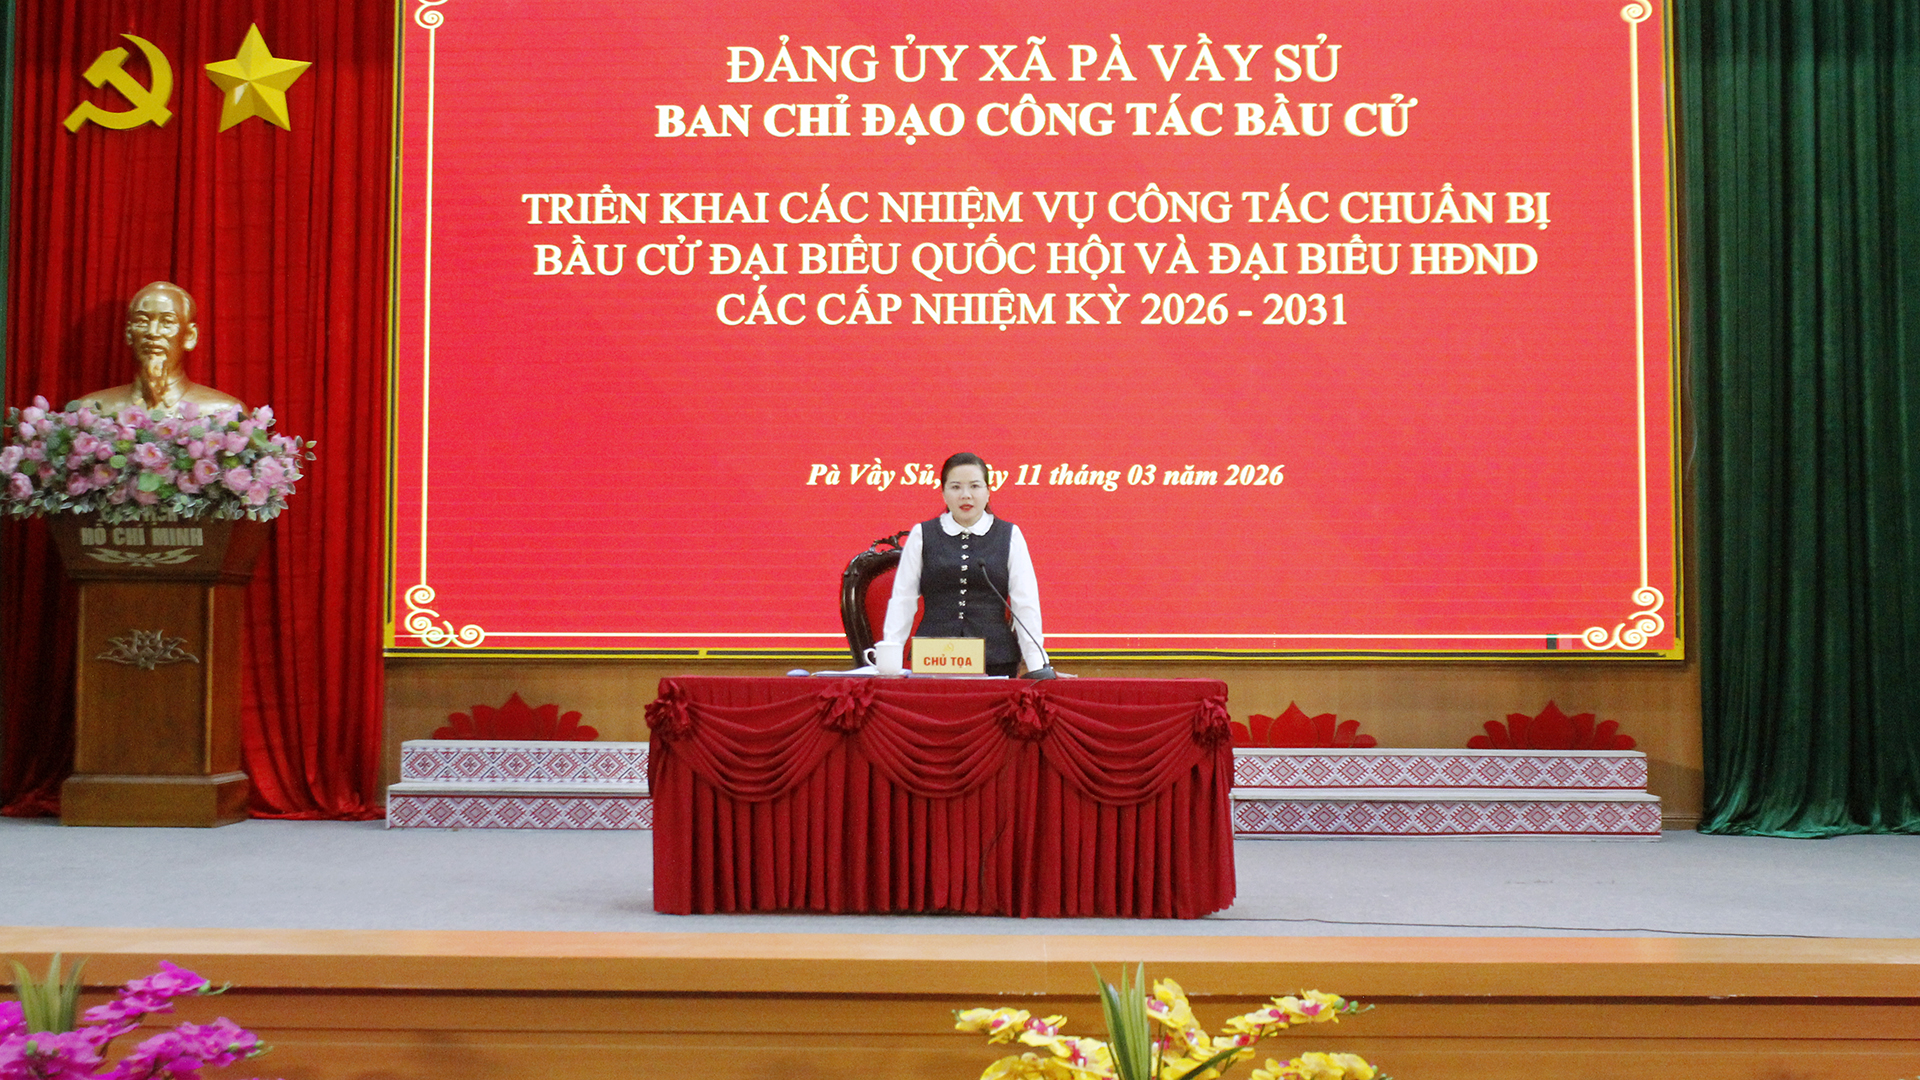 ĐẢNG ỦY XÃ PÀ VẦY SỦ
BAN CHỈ ĐẠO CÔNG TÁC BẦU CỬ
TRIỂN KHAI CÁC NHIỆM VỤ CÔNG TÁC CHUẨN BỊ
BẦU CỬ ĐẠI BIỂU QUỐC HỘI VÀ ĐẠI BIỂU HĐND
CÁC CẤP NHIỆM KỲ 2026 - 2031
Pà Vầy Sủ, 11 tháng 03 năm 2026
HỒ CHÍ MINH
CHỦ TỌA